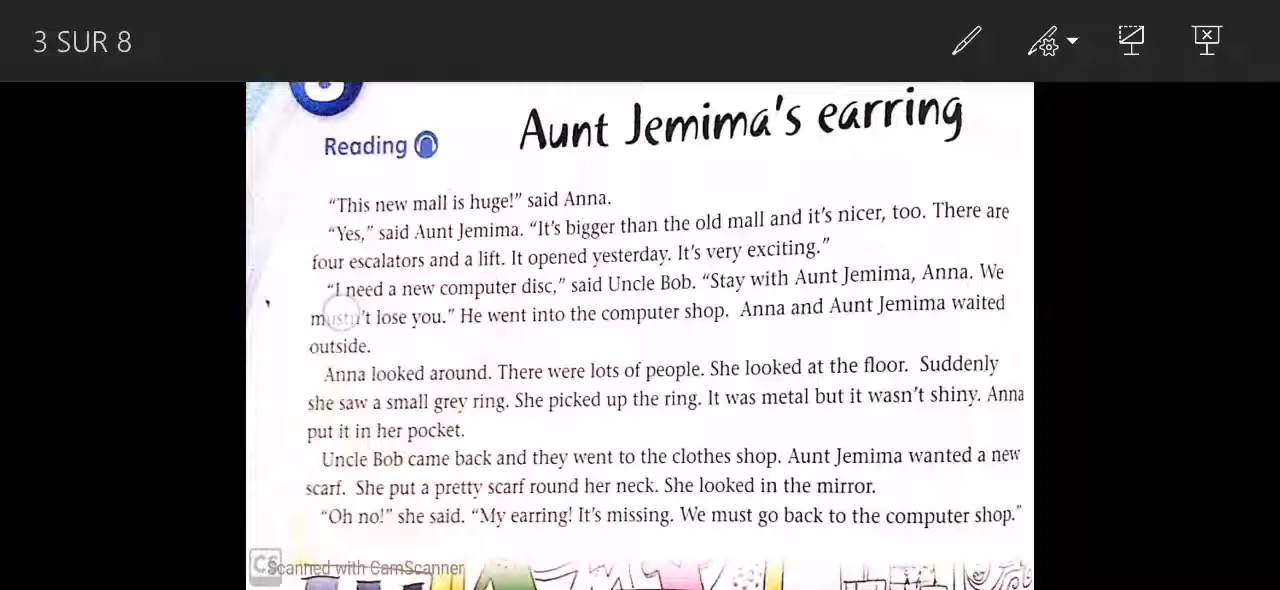 3 SUR 8
Aunt Jemima's earring
Reading
“This new mall is huge!” said Anna.
“Yes,” said Aunt Jemima. “It’s bigger than the old mall and it’s nicer, too. There are
four escalators and a lift. It opened yesterday. It’s very exciting.”
“I need a new computer disc,” said Uncle Bob. “Stay with Aunt Jemima, Anna. We
mustn’t lose you.” He went into the computer shop. Anna and Aunt Jemima waited
outside.
Anna looked around. There were lots of people. She looked at the floor. Suddenly
she saw a small grey ring. She picked up the ring. It was metal but it wasn’t shiny. Anna
put it in her pocket.
Uncle Bob came back and they went to the clothes shop. Aunt Jemima wanted a new
scarf. She put a pretty scarf round her neck. She looked in the mirror.
“Oh no!” she said. “My earring! It’s missing. We must go back to the computer shop.”
CS Scanned with CamScanner